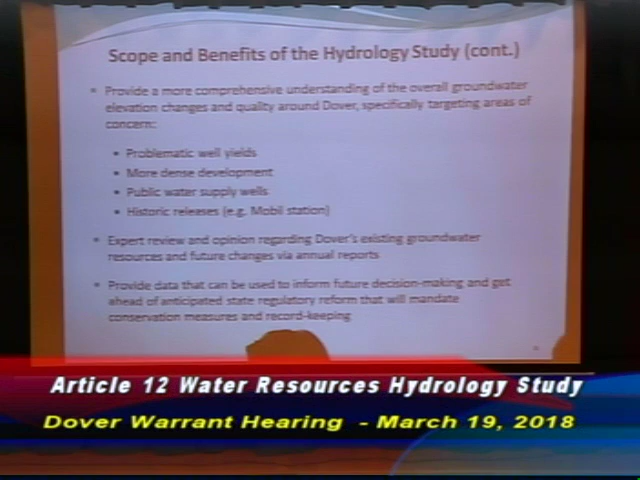 Scope and Benefits of the Hydrology Study (cont.)
• Provide a more comprehensive understanding of the overall groundwater
elevation changes and quality around Dover, specifically targeting areas of
concern:
• Problematic well yields
• More dense development
• Public water supply wells
• Historic releases (e.g. Mobil station)
• Expert review and opinion regarding Dover's existing groundwater
resources and future changes via annual reports
• Provide data that can be used to inform future decision-making and get
ahead of anticipated state regulatory reform that will mandate
conservation measures and record-keeping
Article 12 Water Resources Hydrology Study
Dover Warrant Hearing - March 19, 2018